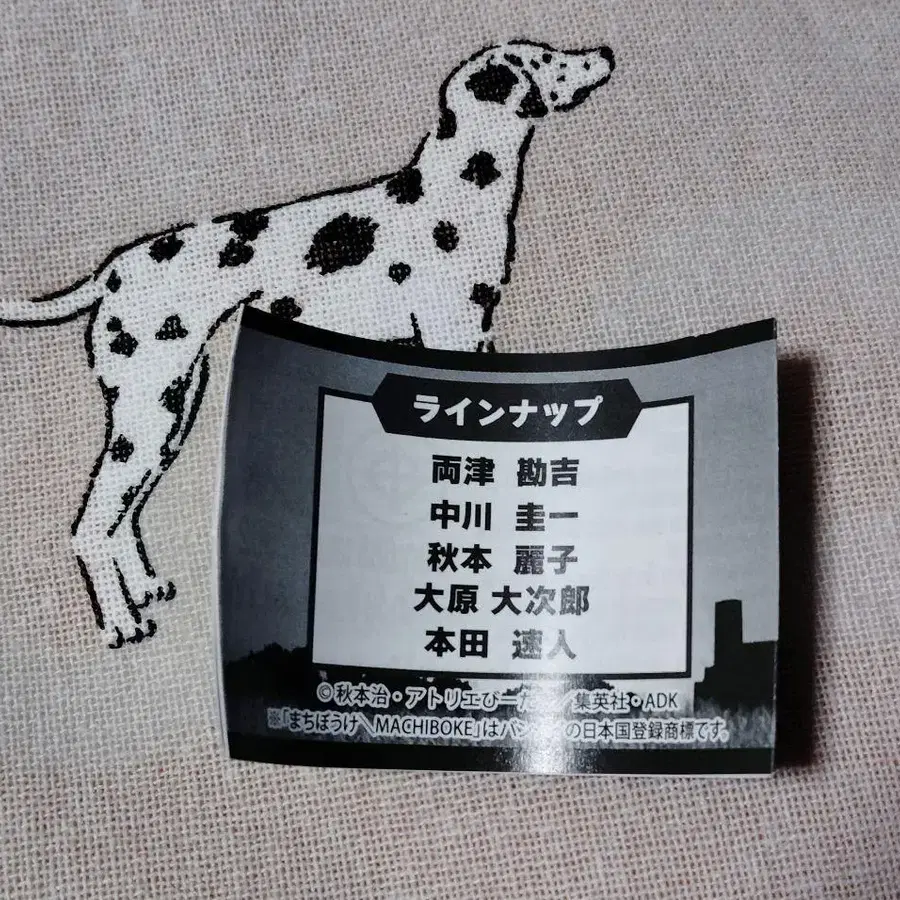 ラインナップ
両津 勘吉
中川 圭一
秋本 麗子
大原 大次郎
本田 速人
©秋本治・アトリエびーだ 集英社・ADK
※「まちぼうけ MACHIBOKE」はバン の日本国登録商標です。